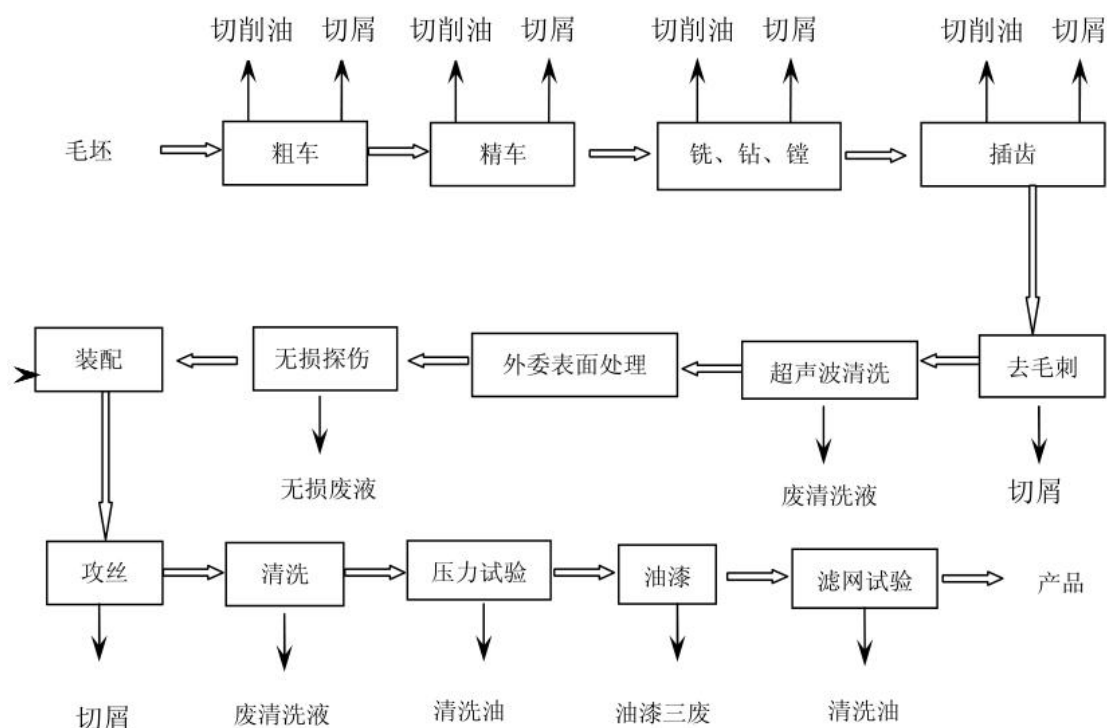 切削油 切屑 切削油 切屑 切削油 切屑 切削油 切屑
毛坯 粗车 精车 铣、钻、镗 插齿
装配 无损探伤 外委表面处理 超声波清洗 去毛刺
无损废液 废清洗液 切屑
攻丝 清洗 压力试验 油漆 滤网试验 产品
切屑 废清洗液 清洗油 油漆三废 清洗油